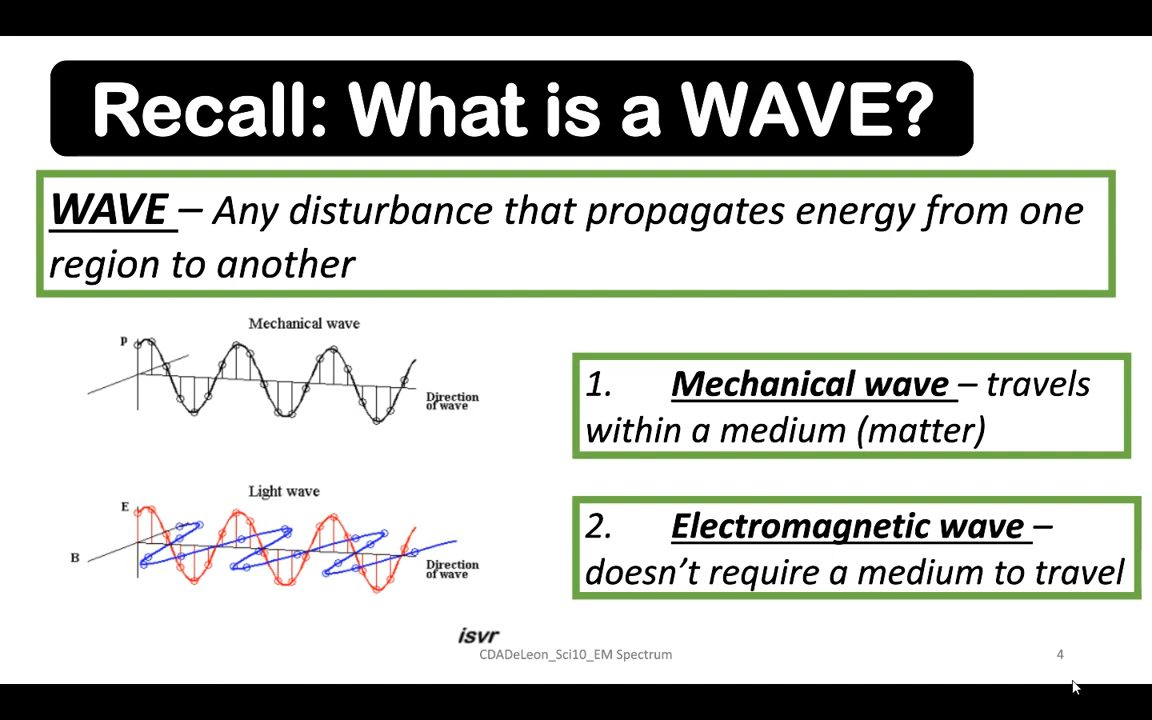 Recall: What is a WAVE?
WAVE – Any disturbance that propagates energy from one
region to another
Mechanical wave
P
Direction
of wave
1. Mechanical wave – travels
within a medium (matter)
Light wave
E
B
Direction
of wave
2. Electromagnetic wave –
doesn’t require a medium to travel
isvr
CDADeLeon_Sci10_EM Spectrum
4